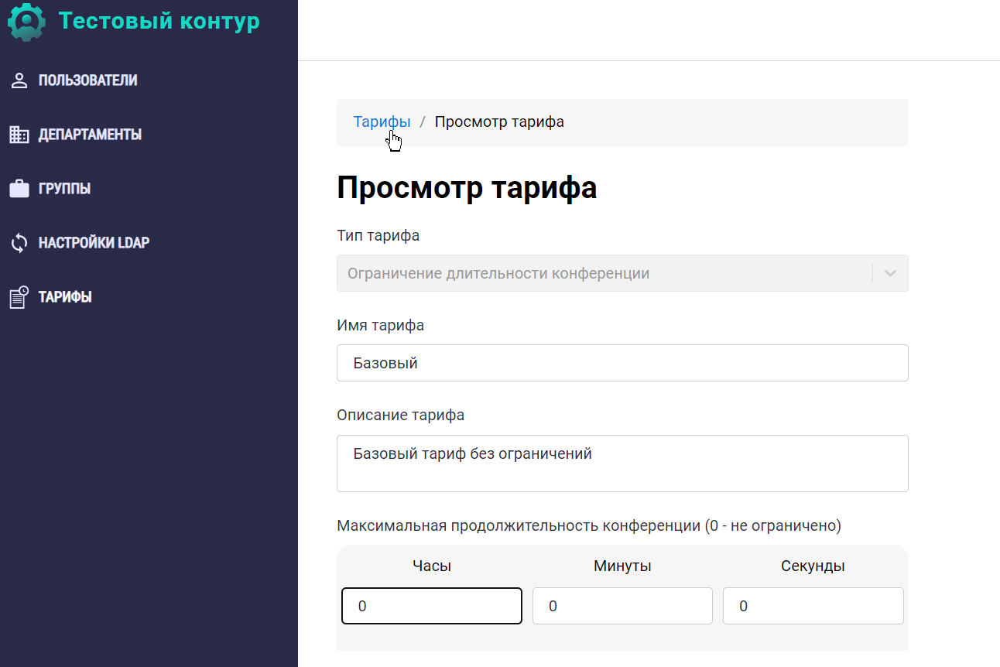 Тестовый контур
ПОЛЬЗОВАТЕЛИ
ДЕПАРТАМЕНТЫ
ГРУППЫ
НАСТРОЙКИ LDAP
ТАРИФЫ
Тарифы / Просмотр тарифа
Просмотр тарифа
Тип тарифа
Ограничение длительности конференции
Имя тарифа
Базовый
Описание тарифа
Базовый тариф без ограничений
Максимальная продолжительность конференции (0 - не ограничено)
Часы Минуты Секунды
0 0 0